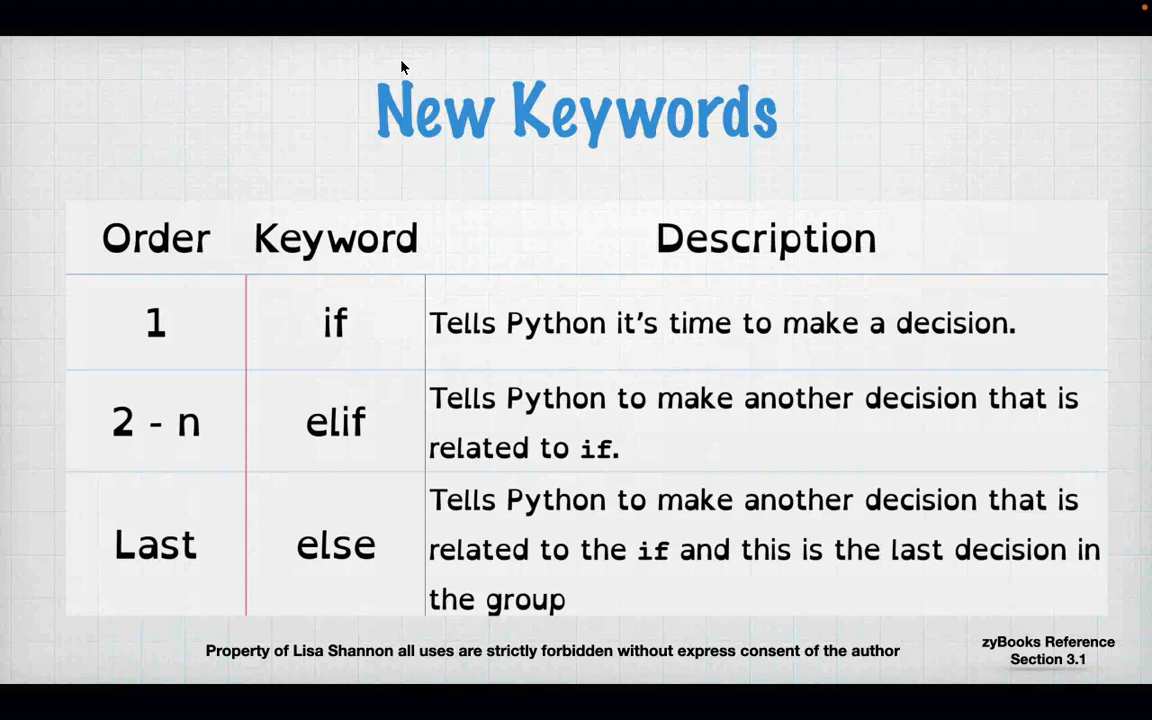 New Keywords
Order Keyword Description
1 if Tells Python it's time to make a decision.
2 - n elif Tells Python to make another decision that is
related to if.
Last else Tells Python to make another decision that is
related to the if and this is the last decision in
the group
Property of Lisa Shannon all uses are strictly forbidden without express consent of the author
zyBooks Reference
Section 3.1